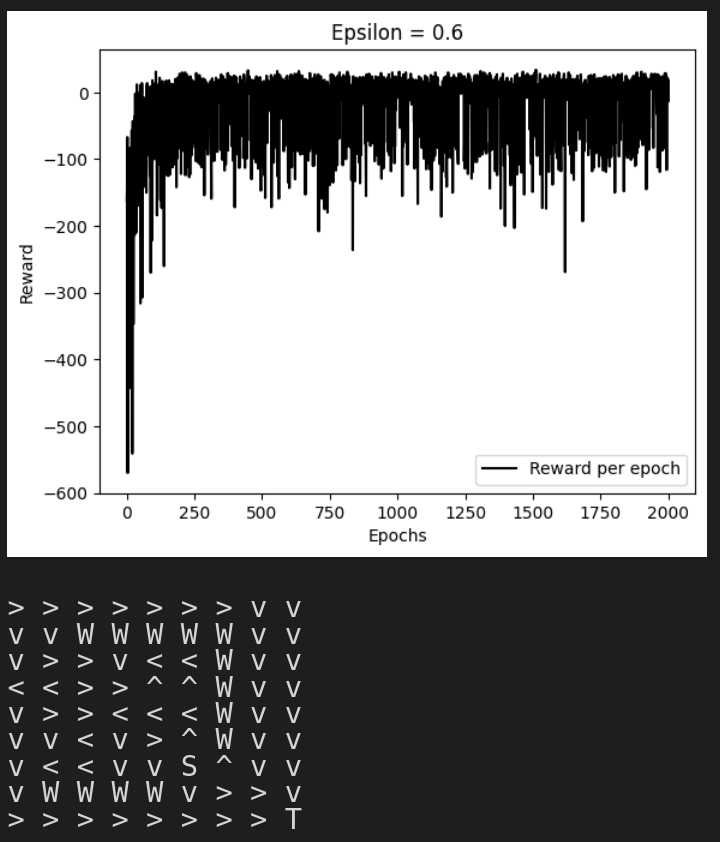 Epsilon = 0.6
0
−100
−200
−300
−400
−500
−600
Reward
Reward per epoch
0 250 500 750 1000 1250 1500 1750 2000
Epochs
> > > > > > > v v
v v W W W W W v v
v > > v < < W v v
< < > > ^ ^ W v v
v > > < < < W v v
v v < v > ^ W v v
v < < v v S ^ v v
v W W W W v > > v
> > > > > > > > T